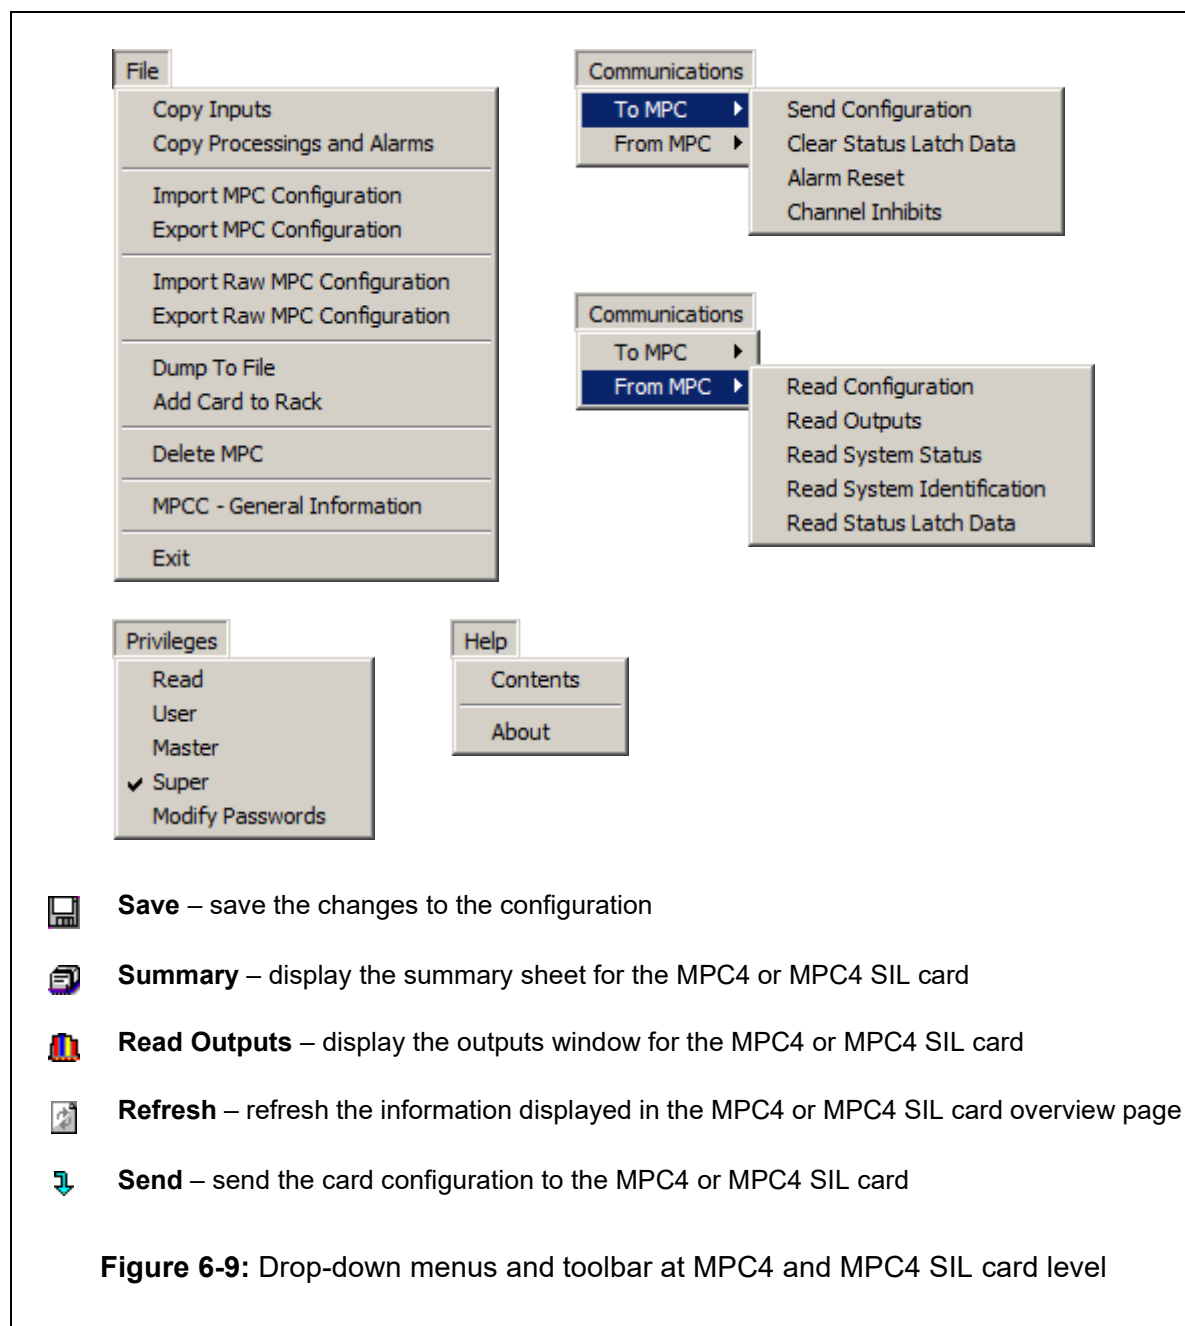 File
Copy Inputs
Copy Processings and Alarms
Import MPC Configuration
Export MPC Configuration
Import Raw MPC Configuration
Export Raw MPC Configuration
Dump To File
Add Card to Rack
Delete MPC
MPCC - General Information
Exit
Communications
To MPC
From MPC
Send Configuration
Clear Status Latch Data
Alarm Reset
Channel Inhibits
Communications
To MPC
From MPC
Read Configuration
Read Outputs
Read System Status
Read System Identification
Read Status Latch Data
Privileges
Read
User
Master
Super
Modify Passwords
Help
Contents
About
Save – save the changes to the configuration
Summary – display the summary sheet for the MPC4 or MPC4 SIL card
Read Outputs – display the outputs window for the MPC4 or MPC4 SIL card
Refresh – refresh the information displayed in the MPC4 or MPC4 SIL card overview page
Send – send the card configuration to the MPC4 or MPC4 SIL card
Figure 6-9: Drop-down menus and toolbar at MPC4 and MPC4 SIL card level